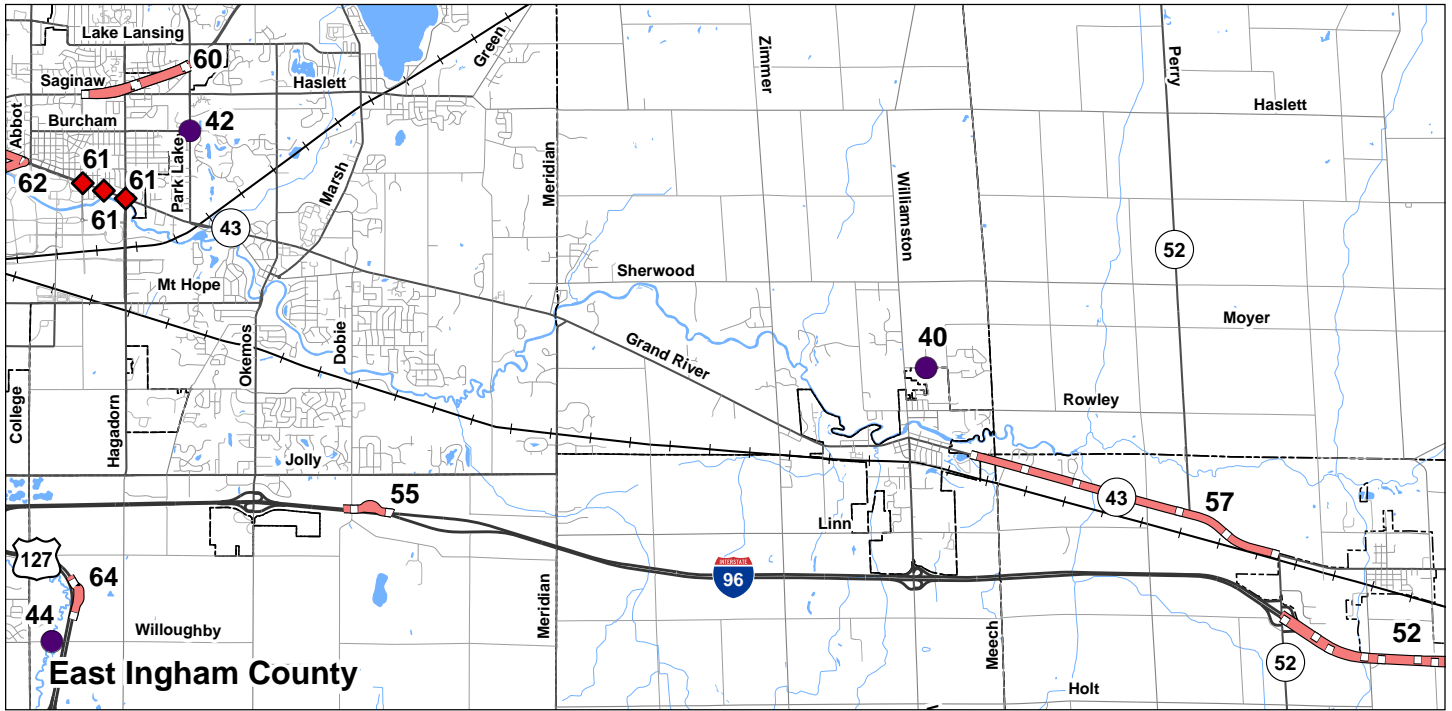 Lake Lansing
60
Saginaw
Haslett
Green
Zimmer
Perry
Haslett
Abbot
Burcham
42
Park Lake
61
61
61
62
43
Marsh
Meridian
Williamston
52
Sherwood
Mt Hope
Moyer
Okemos
Dobie
Grand River
40
Rowley
College
Hagadorn
Jolly
55
43
57
Linn
127
64
INTERSTATE
96
44
Willoughby
Meridian
Meech
52
52
East Ingham County
Holt